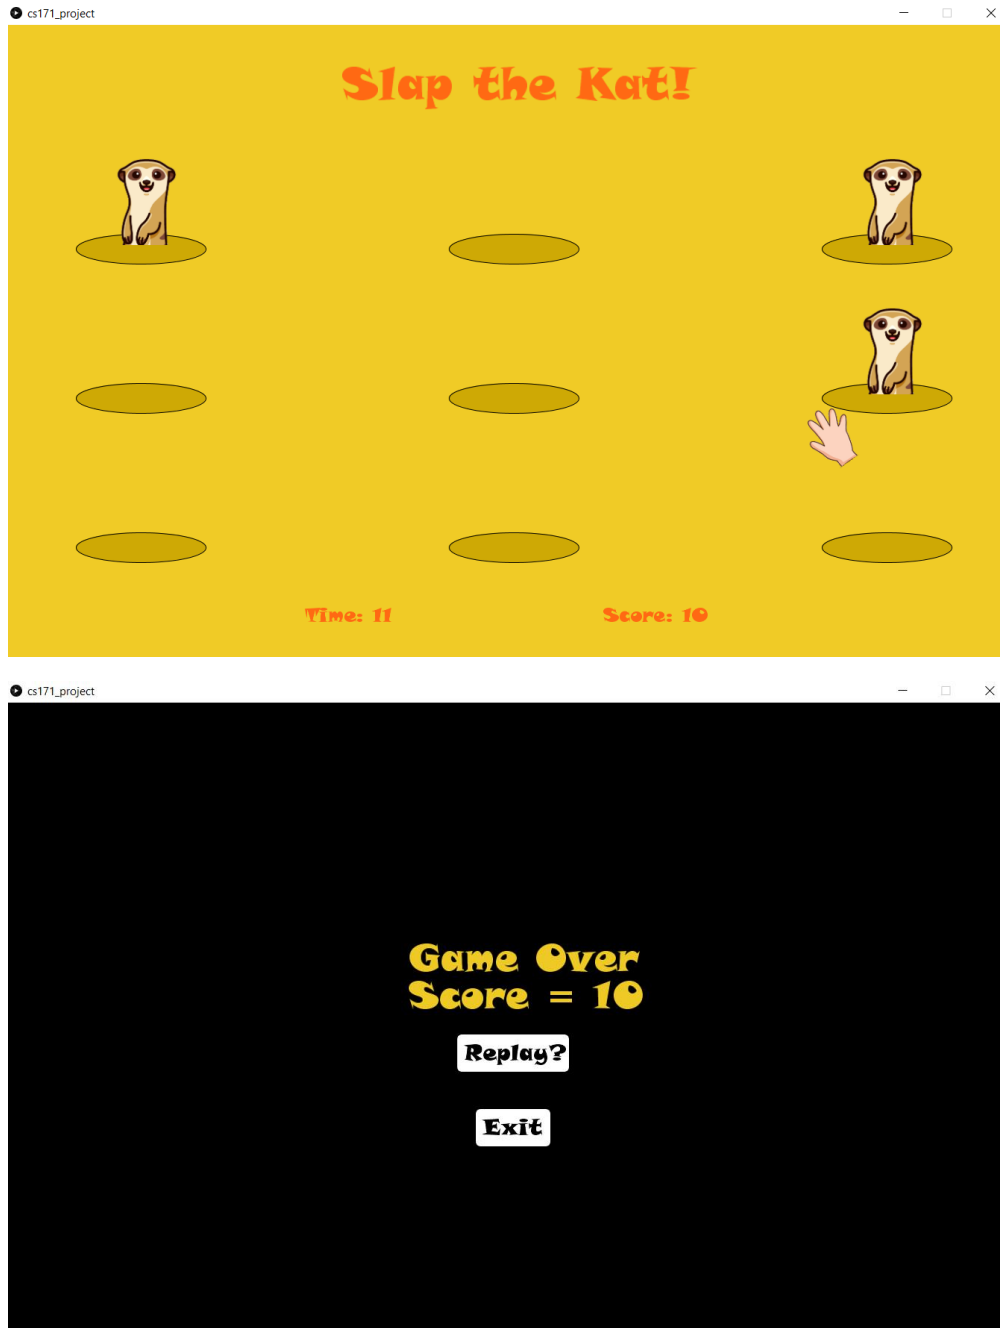 cs171_project
Slap the Kat!
Time: 11
Score: 10
cs171_project
Game Over
Score = 10
Replay?
Exit